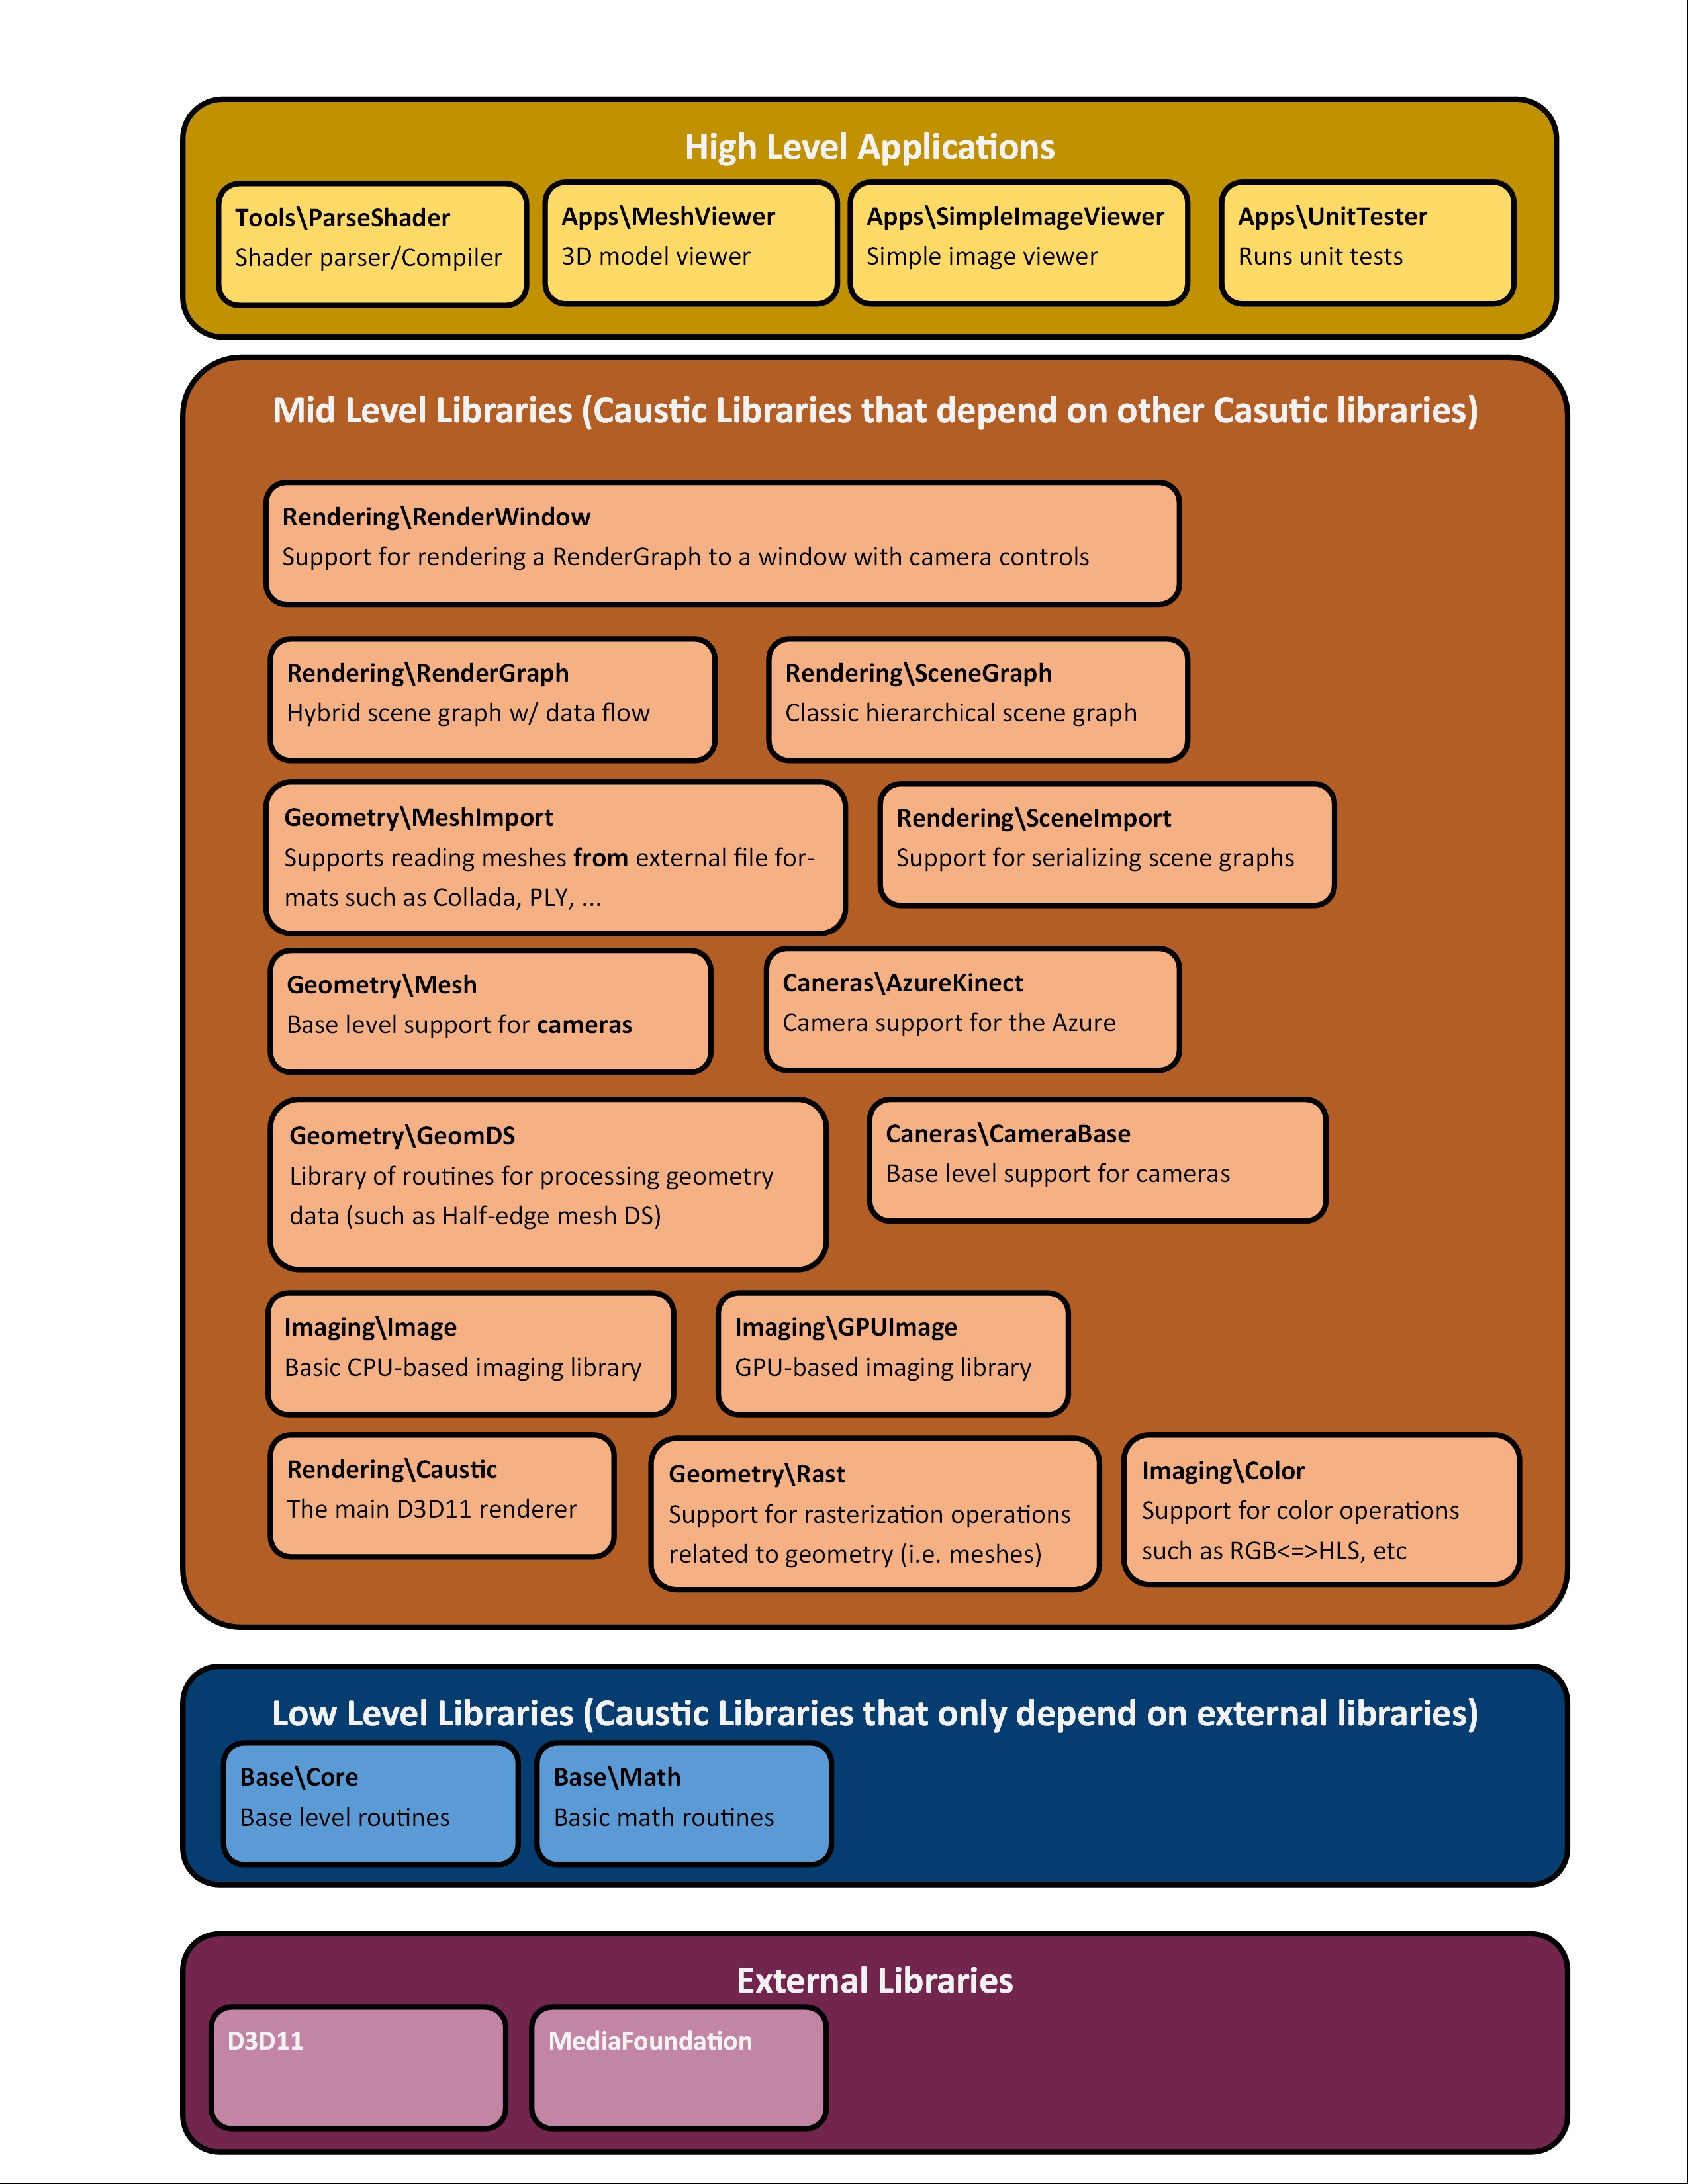 High Level Applications
Tools\ParseShader
Shader parser/Compiler
Apps\MeshViewer
3D model viewer
Apps\SimpleImageViewer
Simple image viewer
Apps\UnitTester
Runs unit tests
Mid Level Libraries (Caustic Libraries that depend on other Casutic libraries)
Rendering\RenderWindow
Support for rendering a RenderGraph to a window with camera controls
Rendering\RenderGraph
Hybrid scene graph w/ data flow
Rendering\SceneGraph
Classic hierarchical scene graph
Geometry\MeshImport
Supports reading meshes from external file for-
mats such as Collada, PLY, ...
Rendering\SceneImport
Support for serializing scene graphs
Geometry\Mesh
Base level support for cameras
Caneras\AzureKinect
Camera support for the Azure
Geometry\GeomDS
Library of routines for processing geometry
data (such as Half-edge mesh DS)
Caneras\CameraBase
Base level support for cameras
Imaging\Image
Basic CPU-based imaging library
Imaging\GPUImage
GPU-based imaging library
Rendering\Caustic
The main D3D11 renderer
Geometry\Rast
Support for rasterization operations
related to geometry (i.e. meshes)
Imaging\Color
Support for color operations
such as RGB<=>HLS, etc
Low Level Libraries (Caustic Libraries that only depend on external libraries)
Base\Core
Base level routines
Base\Math
Basic math routines
External Libraries
D3D11
MediaFoundation